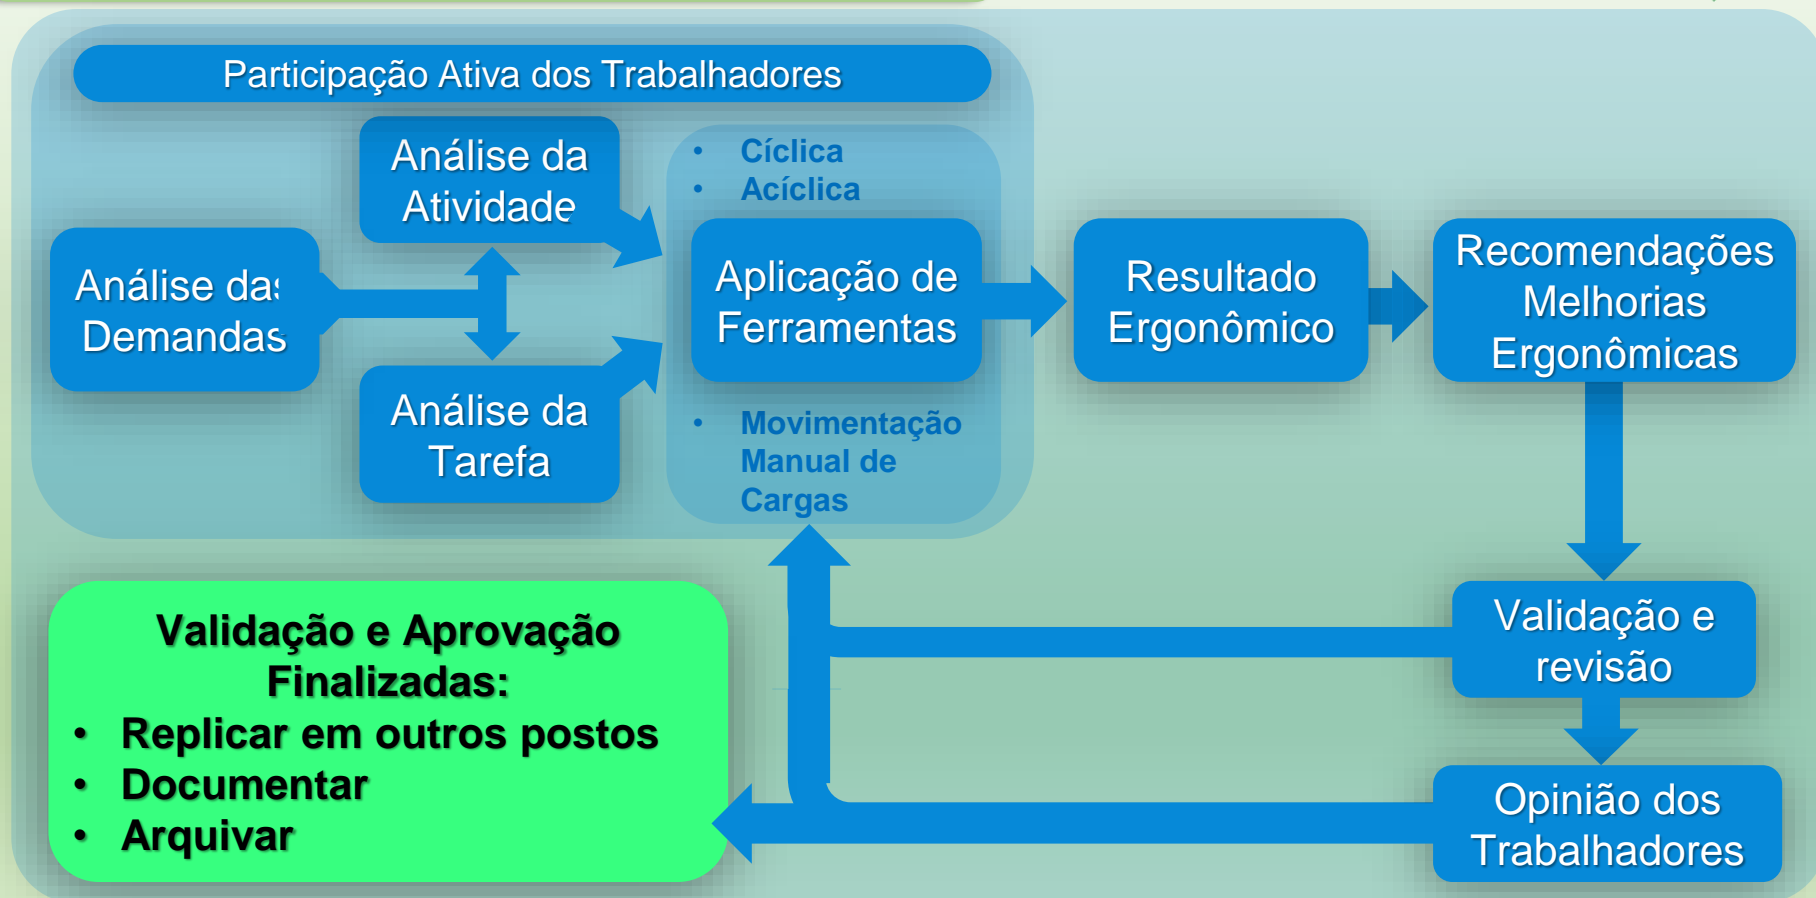 Participação Ativa dos Trabalhadores
Análise das
Demandas
Análise da
Atividade
Análise da
Tarefa
• Cíclica
• Acíclica
Aplicação de
Ferramentas
• Movimentação
Manual de
Cargas
Resultado
Ergonômico
Recomendações
Melhorias
Ergonômicas
Validação e
revisão
Opinião dos
Trabalhadores
Validação e Aprovação
Finalizadas:
• Replicar em outros postos
• Documentar
• Arquivar